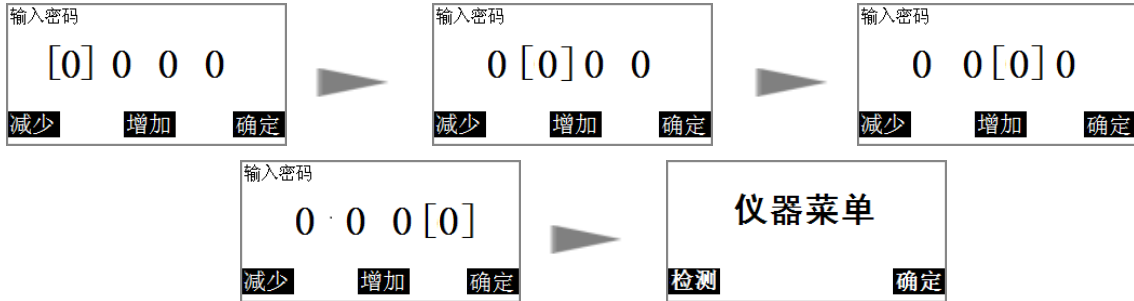 输入密码
[0] 0 0 0
减少 增加 确定
输入密码
0 [0] 0 0
减少 增加 确定
输入密码
0 0 [0] 0
减少 增加 确定
输入密码
0 0 0 [0]
减少 增加 确定
仪器菜单
检测 确定